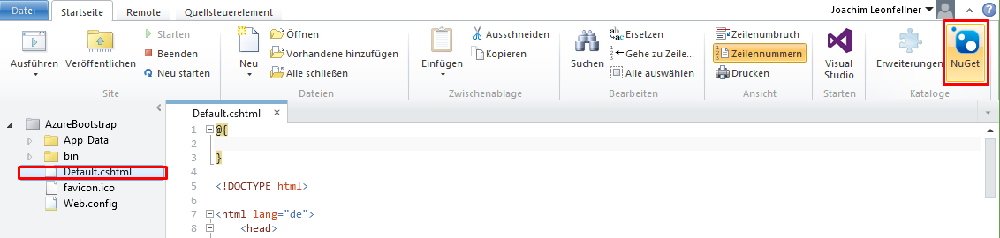 Datei Startseite Remote Quellsteuerelement Joachim Leonfellner
Ausführen
Veröffentlichen
Starten
Beenden
Neu starten
Site
Neu
Öffnen
Vorhandene hinzufügen
Alle schließen
Dateien
Einfügen
Ausschneiden
Kopieren
Zwischenablage
Suchen
Ersetzen
Gehe zu Zeile...
Alle auswählen
Bearbeiten
Zeilenumbruch
Zeilennummern
Drucken
Ansicht
Visual
Studio
Starten
Erweiterungen
NuGet
Kataloge
AzureBootstrap
App_Data
bin
Default.cshtml
favicon.ico
Web.config
Default.cshtml x
1 @{
2
3 }
4
5 <!DOCTYPE html>
6
7 <html lang="de">
8 <head>